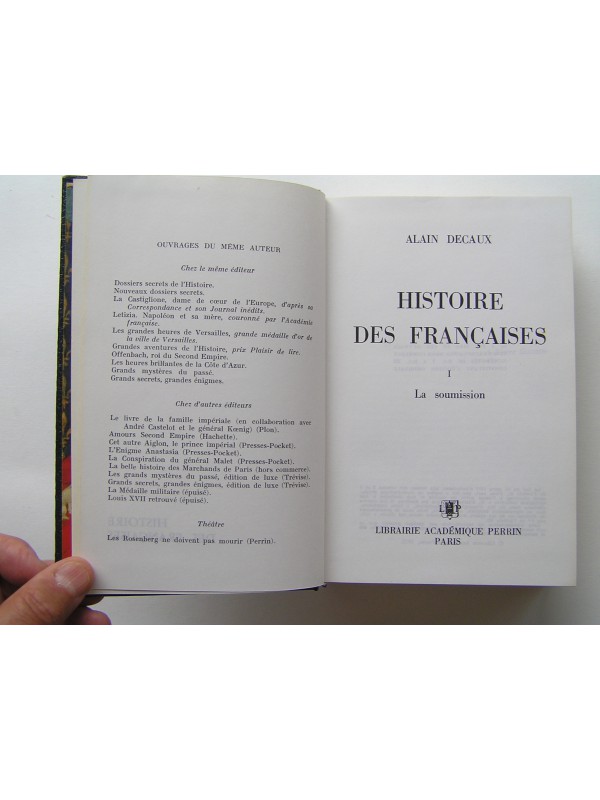 OUVRAGES DU MÊME AUTEUR
Chez le même éditeur
Dossiers secrets de l'Histoire.
Nouveaux dossiers secrets.
La Castiglione, dame de cœur de l'Europe, d'après sa
Correspondance et son Journal inédits.
Letizia. Napoléon et sa mère, couronné par l'Académie
française.
Les grandes heures de Versailles, grande médaille d'or de
la ville de Versailles.
Grandes aventures de l'Histoire, prix Plaisir de lire.
Offenbach, roi du Second Empire.
Les heures brillantes de la Côte d'Azur.
Grands mystères du passé.
Grands secrets, grandes énigmes.
Chez d'autres éditeurs
Le livre de la famille impériale (en collaboration avec
André Castelot et le général Kœnig) (Plon).
Amours Second Empire (Hachette).
Cet autre Aiglon, le prince impérial (Presses-Pocket).
L'Enigme Anastasia (Presses-Pocket).
La Conspiration du général Malet (Presses-Pocket).
La belle histoire des Marchands de Paris (hors commerce).
Les grands mystères du passé, édition de luxe (Trévise).
Grands secrets, grandes énigmes, édition de luxe (Trévise).
La Médaille militaire (épuisé).
Louis XVII retrouvé (épuisé).
Théâtre
Les Rosenberg ne doivent pas mourir (Perrin).
ALAIN DECAUX
HISTOIRE
DES FRANÇAISES
I
La soumission
LIBRAIRIE ACADÉMIQUE PERRIN
PARIS